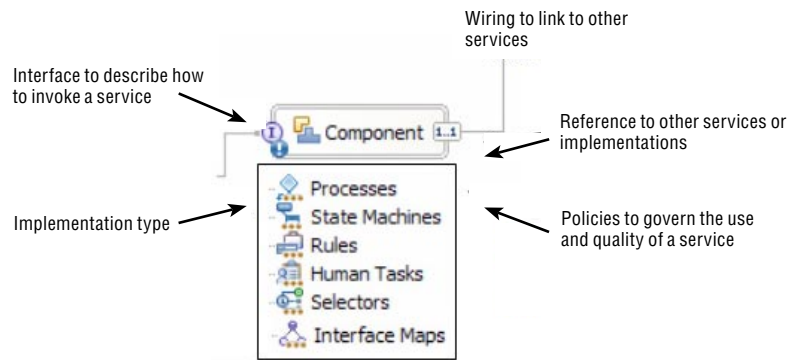 Wiring to link to other
services
Interface to describe how
to invoke a service
I
Component
1..1
Reference to other services or
implementations
Implementation type
Processes
State Machines
Rules
Human Tasks
Selectors
Interface Maps
Policies to govern the use
and quality of a service